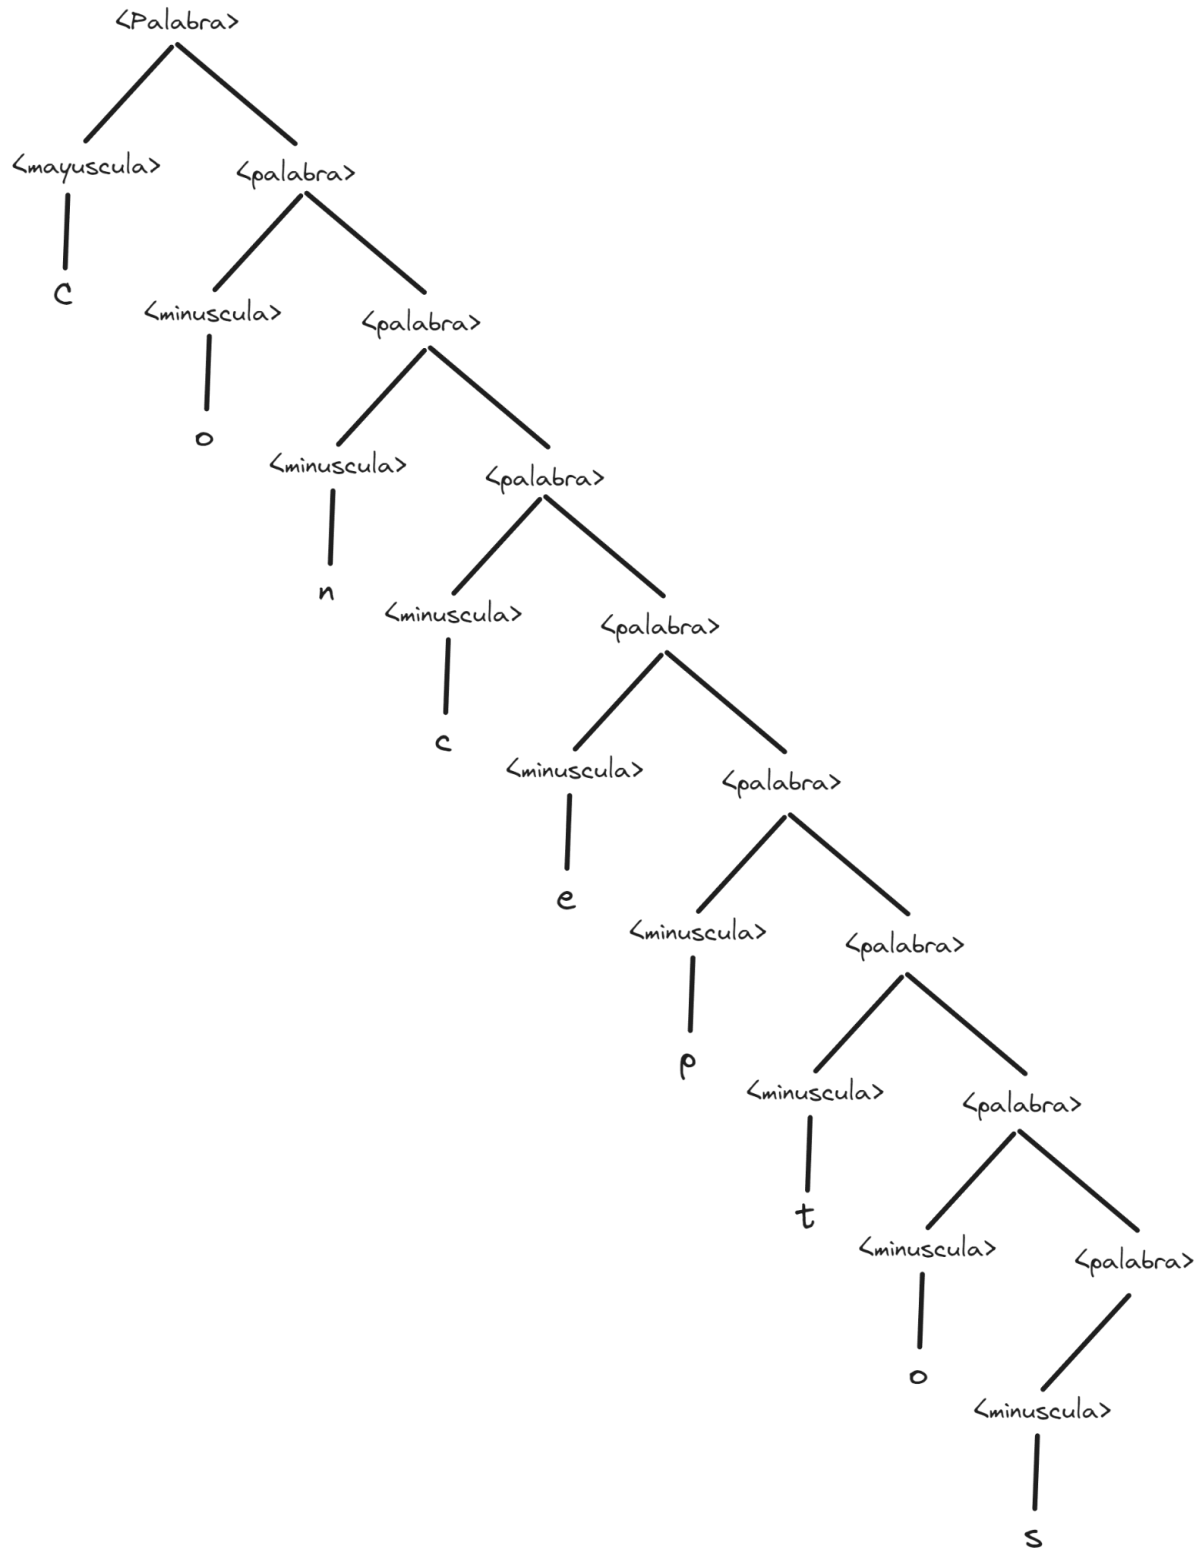 <Palabra>
<mayuscula> <palabra>
C
<minuscula> <palabra>
o
<minuscula> <palabra>
n
<minuscula> <palabra>
c
<minuscula> <palabra>
e
<minuscula> <palabra>
p
<minuscula> <palabra>
t
<minuscula> <palabra>
o
<minuscula>
s